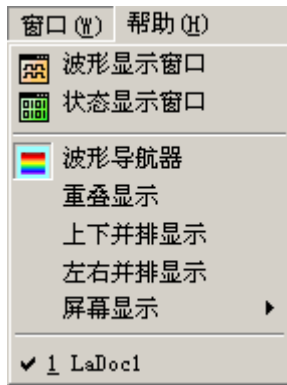 窗口(W) 帮助(H)
波形显示窗口
状态显示窗口
波形导航器
重叠显示
上下并排显示
左右并排显示
屏幕显示
1 LaDoc1